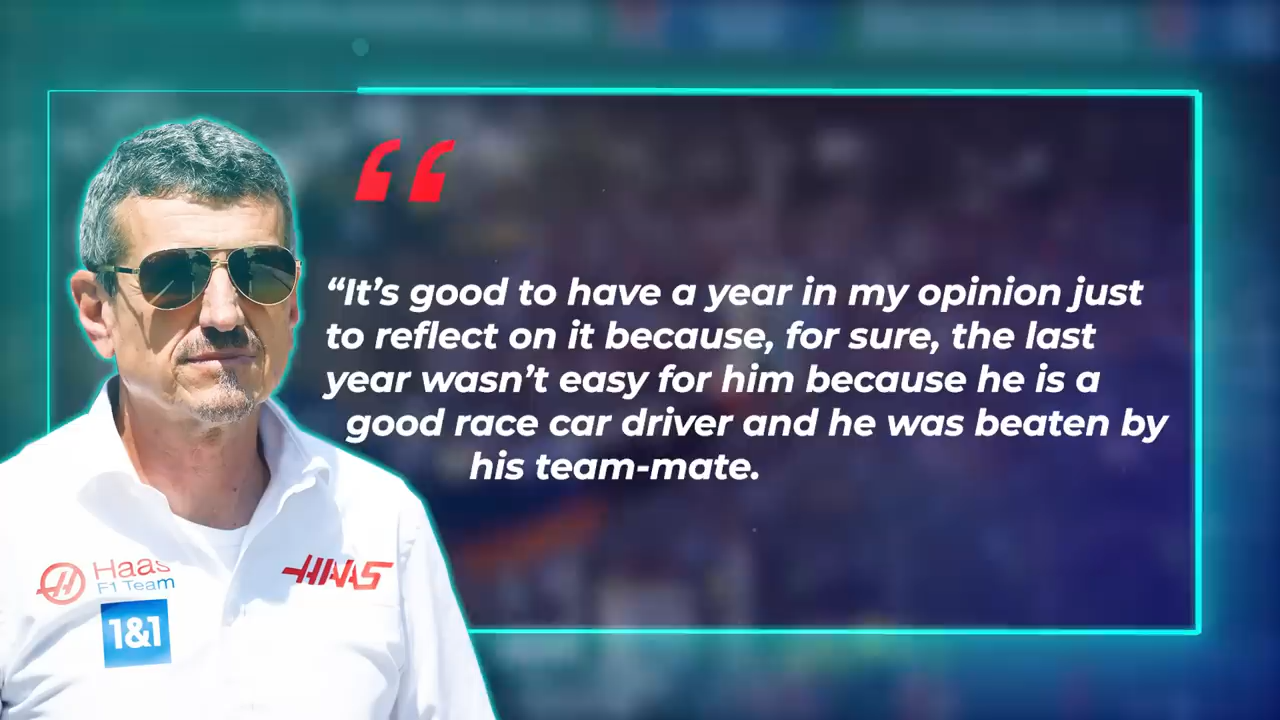 “
“It’s good to have a year in my opinion just
to reflect on it because, for sure, the last
year wasn’t easy for him because he is a
good race car driver and he was beaten by
his team-mate.
Haas
F1 Team
HAAS
1&1